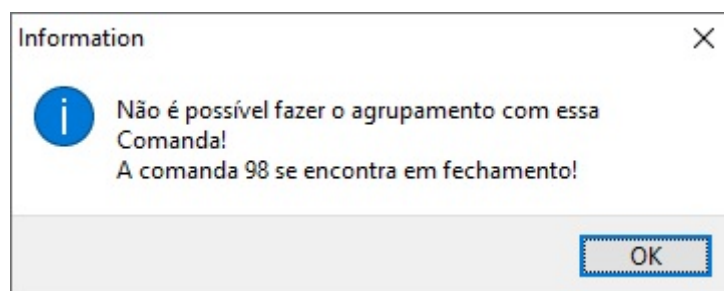 Information
Não é possível fazer o agrupamento com essa
Comanda!
A comanda 98 se encontra em fechamento!
OK